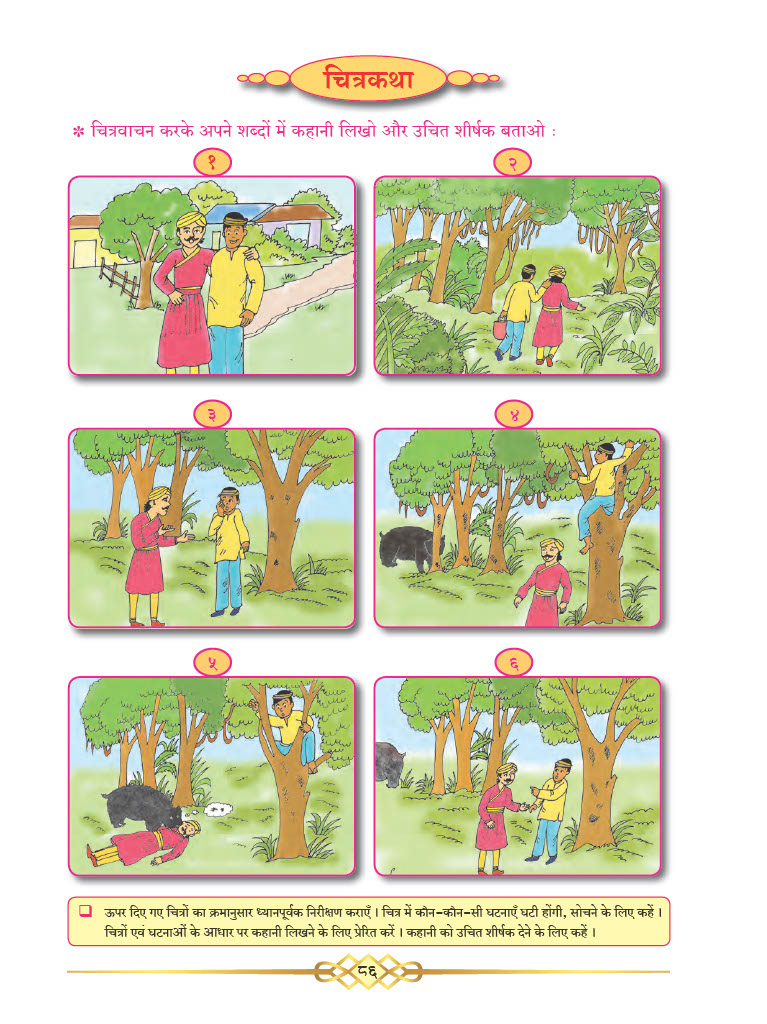 चित्रकथा
* चित्रवाचन करके अपने शब्दों में कहानी लिखो और उचित शीर्षक बताओ :
१
२
३
४
५
६
❑ ऊपर दिए गए चित्रों का क्रमानुसार ध्यानपूर्वक निरीक्षण कराएँ । चित्र में कौन-कौन-सी घटनाएँ घटी होंगी, सोचने के लिए कहें ।
चित्रों एवं घटनाओं के आधार पर कहानी लिखने के लिए प्रेरित करें । कहानी को उचित शीर्षक देने के लिए कहें ।
८६